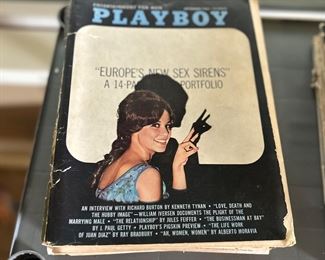 ENTERTAINMENT FOR MEN
PLAYBOY
"EUROPE'S NEW SEX SIRENS"
A 14-PA PORTFOLIO
AN INTERVIEW WITH RICHARD BURTON BY KENNETH TYNAN • "LOVE, DEATH AND
THE HUBBY IMAGE"—WILLIAM IVERSEN DOCUMENTS THE PLIGHT OF THE
MARRYING MALE • "THE RELATIONSHIP" BY JULES FEIFFER • "THE BUSINESSMAN AT BAY"
BY J. PAUL GETTY • PLAYBOY'S PIGSKIN PREVIEW • "THE LIFE WORK
OF JUAN DIAZ" BY RAY BRADBURY • "AH, WOMEN, WOMEN" BY ALBERTO MORAVIA